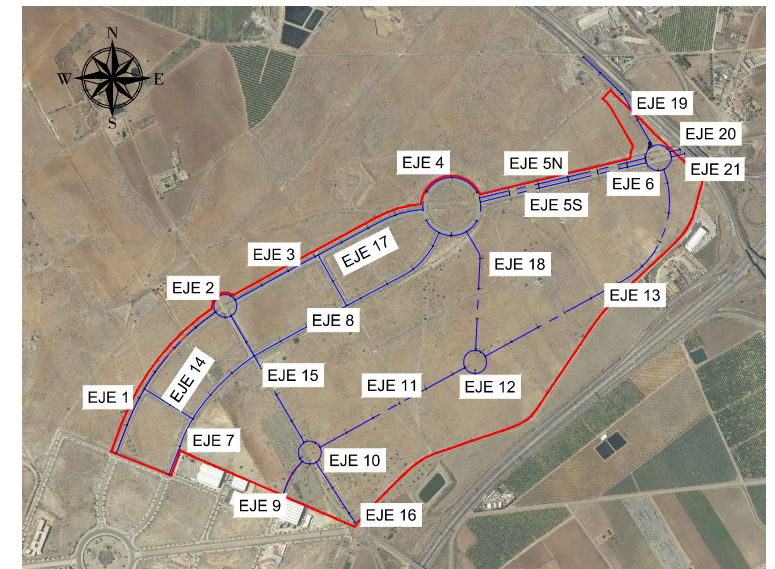 N
W E
S
EJE 19
EJE 20
EJE 4
EJE 5N
EJE 6
EJE 21
EJE 5S
EJE 3
EJE 17
EJE 18
EJE 2
EJE 13
EJE 8
EJE 14
EJE 15
EJE 11
EJE 12
EJE 1
EJE 7
EJE 10
EJE 9
EJE 16